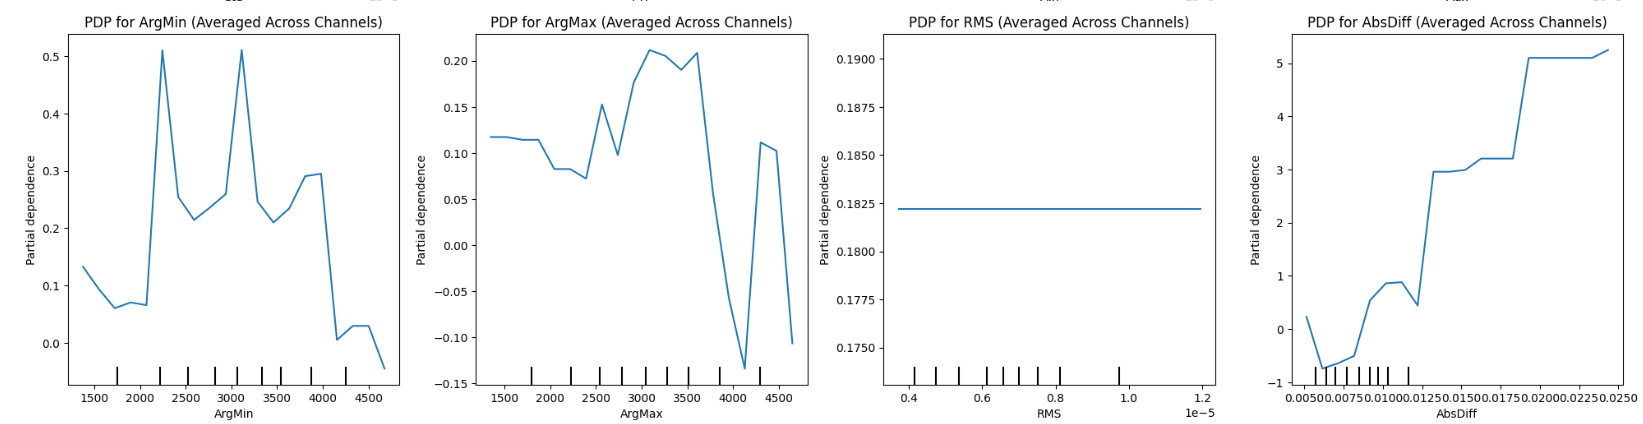 PDP for ArgMin (Averaged Across Channels)
0.5
0.4
0.3
0.2
0.1
0.0
Partial dependence
1500 2000 2500 3000 3500 4000 4500
ArgMin
PDP for ArgMax (Averaged Across Channels)
0.20
0.15
0.10
0.05
0.00
−0.05
−0.10
−0.15
Partial dependence
1500 2000 2500 3000 3500 4000 4500
ArgMax
PDP for RMS (Averaged Across Channels)
0.1900
0.1875
0.1850
0.1825
0.1800
0.1775
0.1750
Partial dependence
0.4 0.6 0.8 1.0 1.2
1e−5
RMS
PDP for AbsDiff (Averaged Across Channels)
5
4
3
2
1
0
−1
Partial dependence
0.0050 0.0075 0.0100 0.0125 0.0150 0.0175 0.0200 0.0225 0.0250
AbsDiff